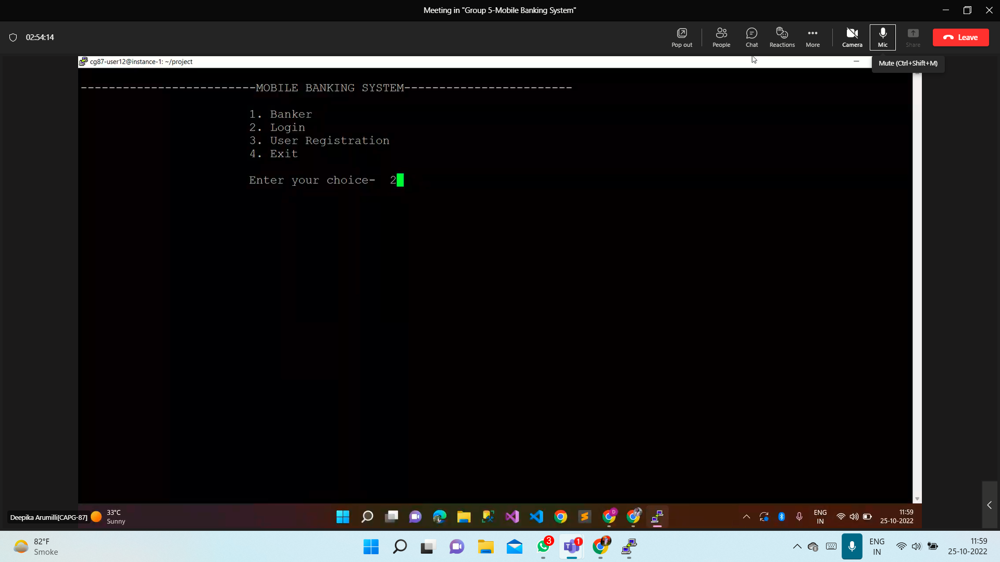 Meeting in "Group 5-Mobile Banking System"
02:54:14
Pop out
People
Chat
Reactions
More
Camera
Mic
Share
Leave
cg87-user12@instance-1: ~/project
Mute (Ctrl+Shift+M)
-------------------------MOBILE BANKING SYSTEM------------------------
1. Banker
2. Login
3. User Registration
4. Exit
Enter your choice- 2
Deepika Arumilli[CAPG-87]
33°C
Sunny
D
ENG
IN
11:59
25-10-2022
82°F
Smoke
3
1
ENG
IN
11:59
25-10-2022